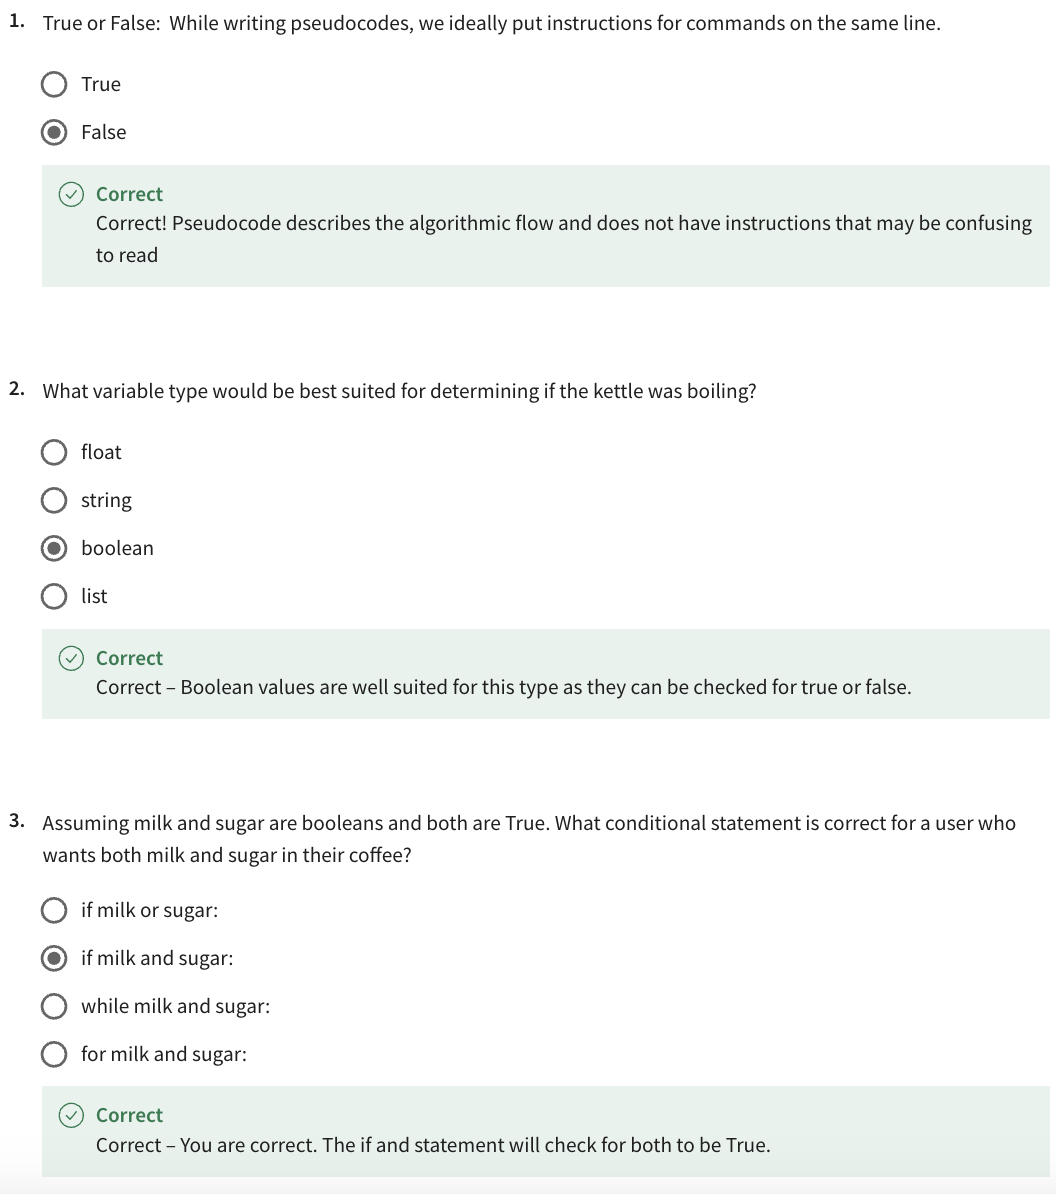 1. True or False:  While writing pseudocodes, we ideally put instructions for commands on the same line.
True
False
Correct
Correct! Pseudocode describes the algorithmic flow and does not have instructions that may be confusing
to read
2. What variable type would be best suited for determining if the kettle was boiling?
float
string
boolean
list
Correct
Correct – Boolean values are well suited for this type as they can be checked for true or false.
3. Assuming milk and sugar are booleans and both are True. What conditional statement is correct for a user who
wants both milk and sugar in their coffee?
if milk or sugar:
if milk and sugar:
while milk and sugar:
for milk and sugar:
Correct
Correct – You are correct. The if and statement will check for both to be True.